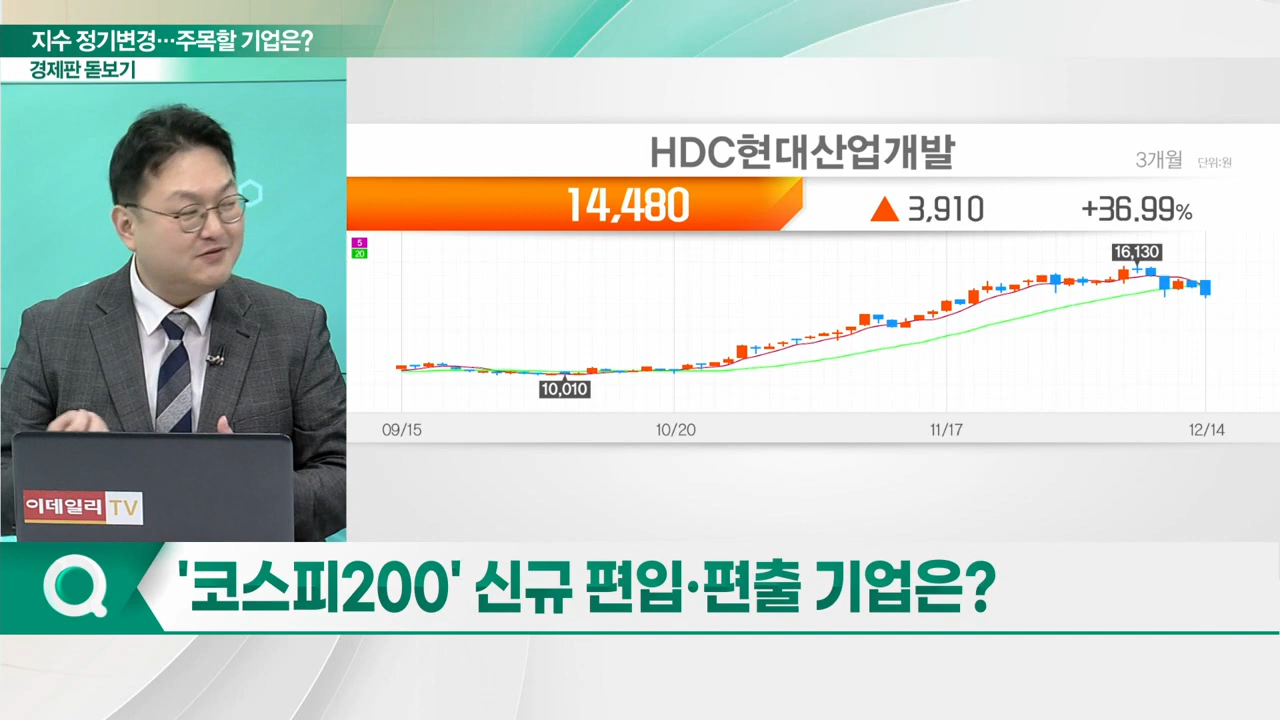 지수 정기변경…주목할 기업은?
경제판 돋보기
HDC현대산업개발
3개월 단위:원
14,480 ▲ 3,910 +36.99%
5
20
16,130
10,010
09/15 10/20 11/17 12/14
이데일리 TV
'코스피200' 신규 편입·편출 기업은?